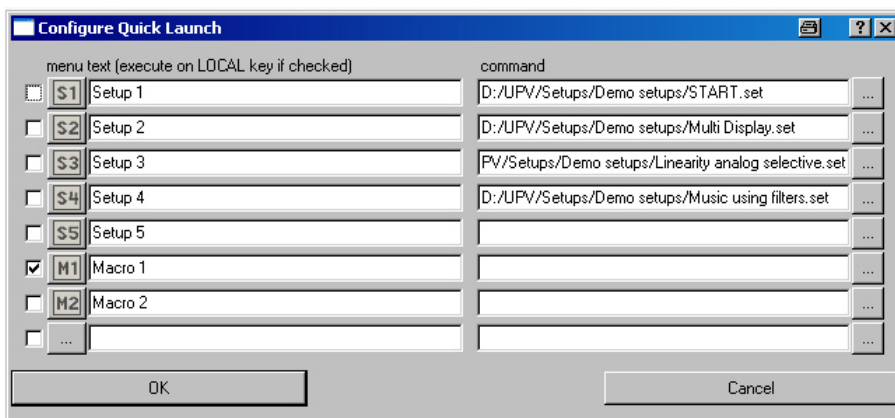 Configure Quick Launch ? X
menu text (execute on LOCAL key if checked) command
S1 Setup 1 D:/UPV/Setups/Demo setups/START.set ...
S2 Setup 2 D:/UPV/Setups/Demo setups/Multi Display.set ...
S3 Setup 3 PV/Setups/Demo setups/Linearity analog selective.set ...
S4 Setup 4 D:/UPV/Setups/Demo setups/Music using filters.set ...
S5 Setup 5 ...
M1 Macro 1 ...
M2 Macro 2 ...
... ...
OK Cancel